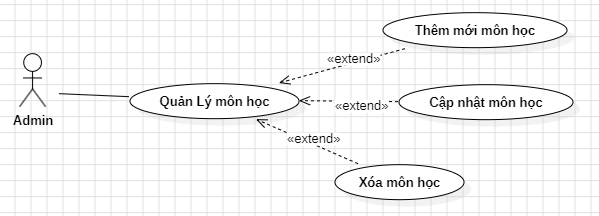 Thêm mới môn học
«extend»
Admin
Quản Lý môn học
«extend»
Cập nhật môn học
«extend»
Xóa môn học